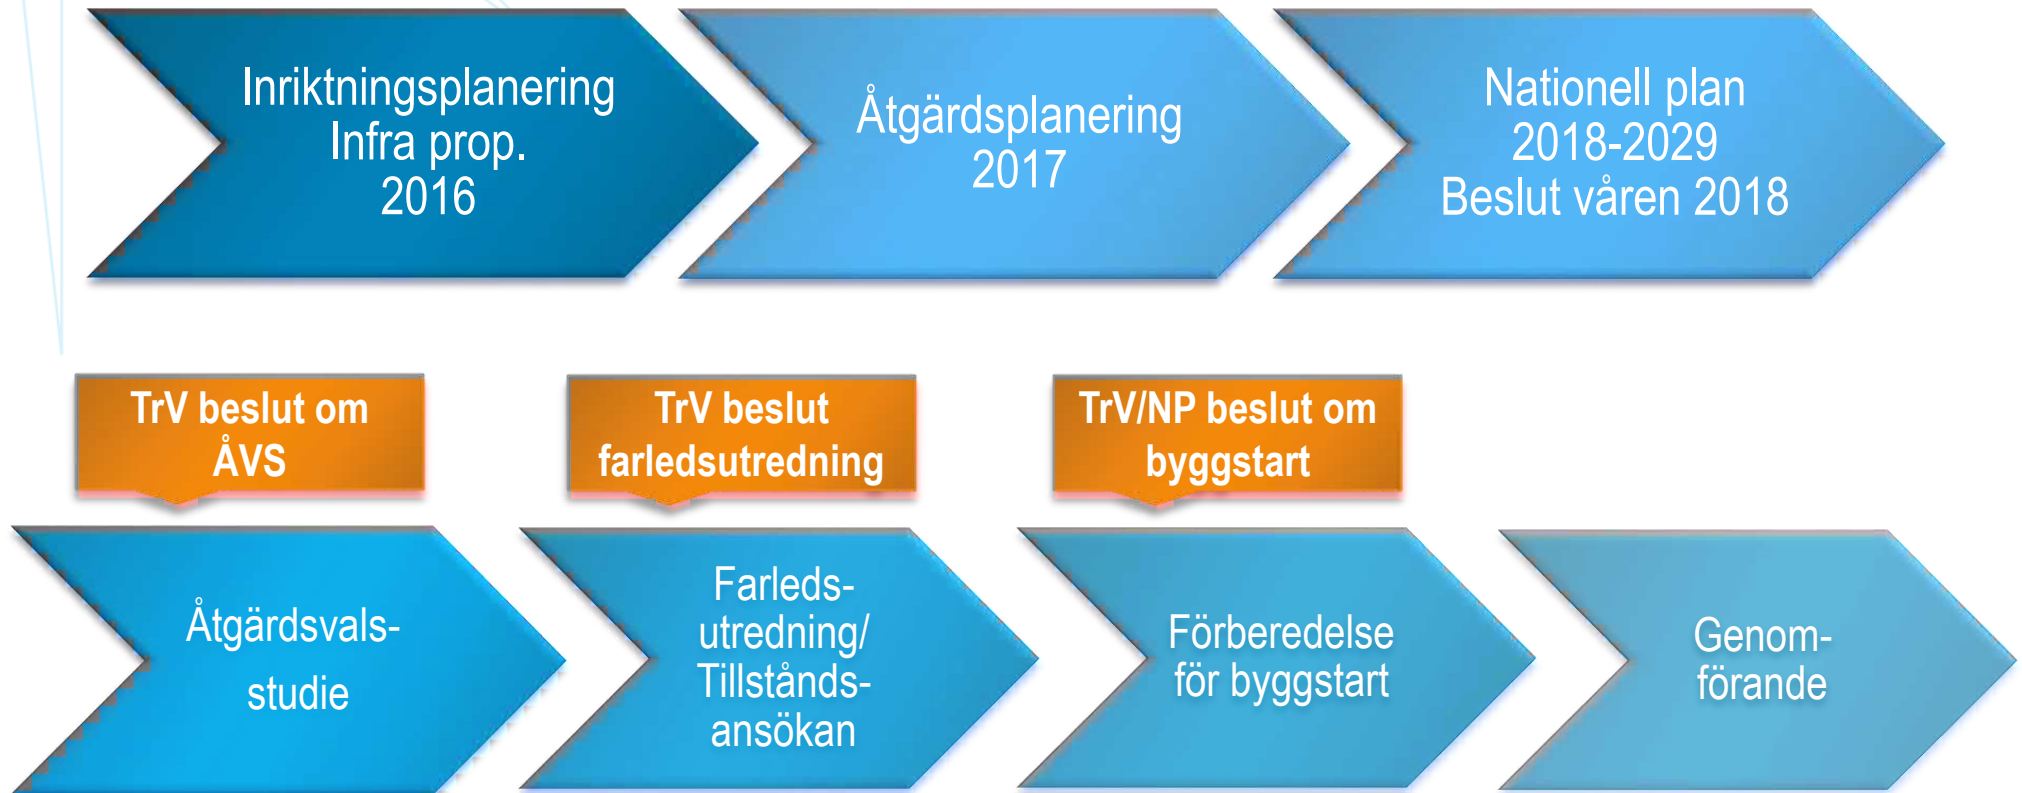 Inriktningsplanering
Infra prop.
2016
Åtgärdsplanering
2017
Nationell plan
2018-2029
Beslut våren 2018
TrV beslut om
ÅVS
TrV beslut
farledsutredning
TrV/NP beslut om
byggstart
Åtgärdsvals-
studie
Farleds-
utredning/
Tillstånds-
ansökan
Förberedelse
för byggstart
Genom-
förande